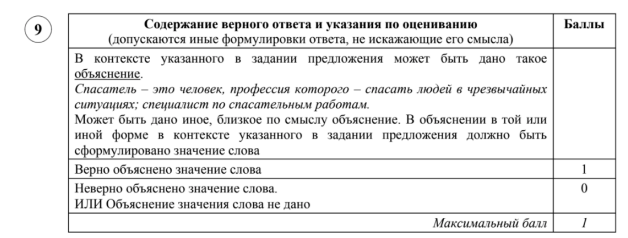 9
Содержание верного ответа и указания по оцениванию
(допускаются иные формулировки ответа, не искажающие его смысла)
Баллы
В контексте указанного в задании предложения может быть дано такое
объяснение.
Спасатель – это человек, профессия которого – спасать людей в чрезвычайных
ситуациях; специалист по спасательным работам.
Может быть дано иное, близкое по смыслу объяснение. В объяснении в той или
иной форме в контексте указанного в задании предложения должно быть
сформулировано значение слова
Верно объяснено значение слова 1
Неверно объяснено значение слова. 0
ИЛИ Объяснение значения слова не дано
Максимальный балл 1